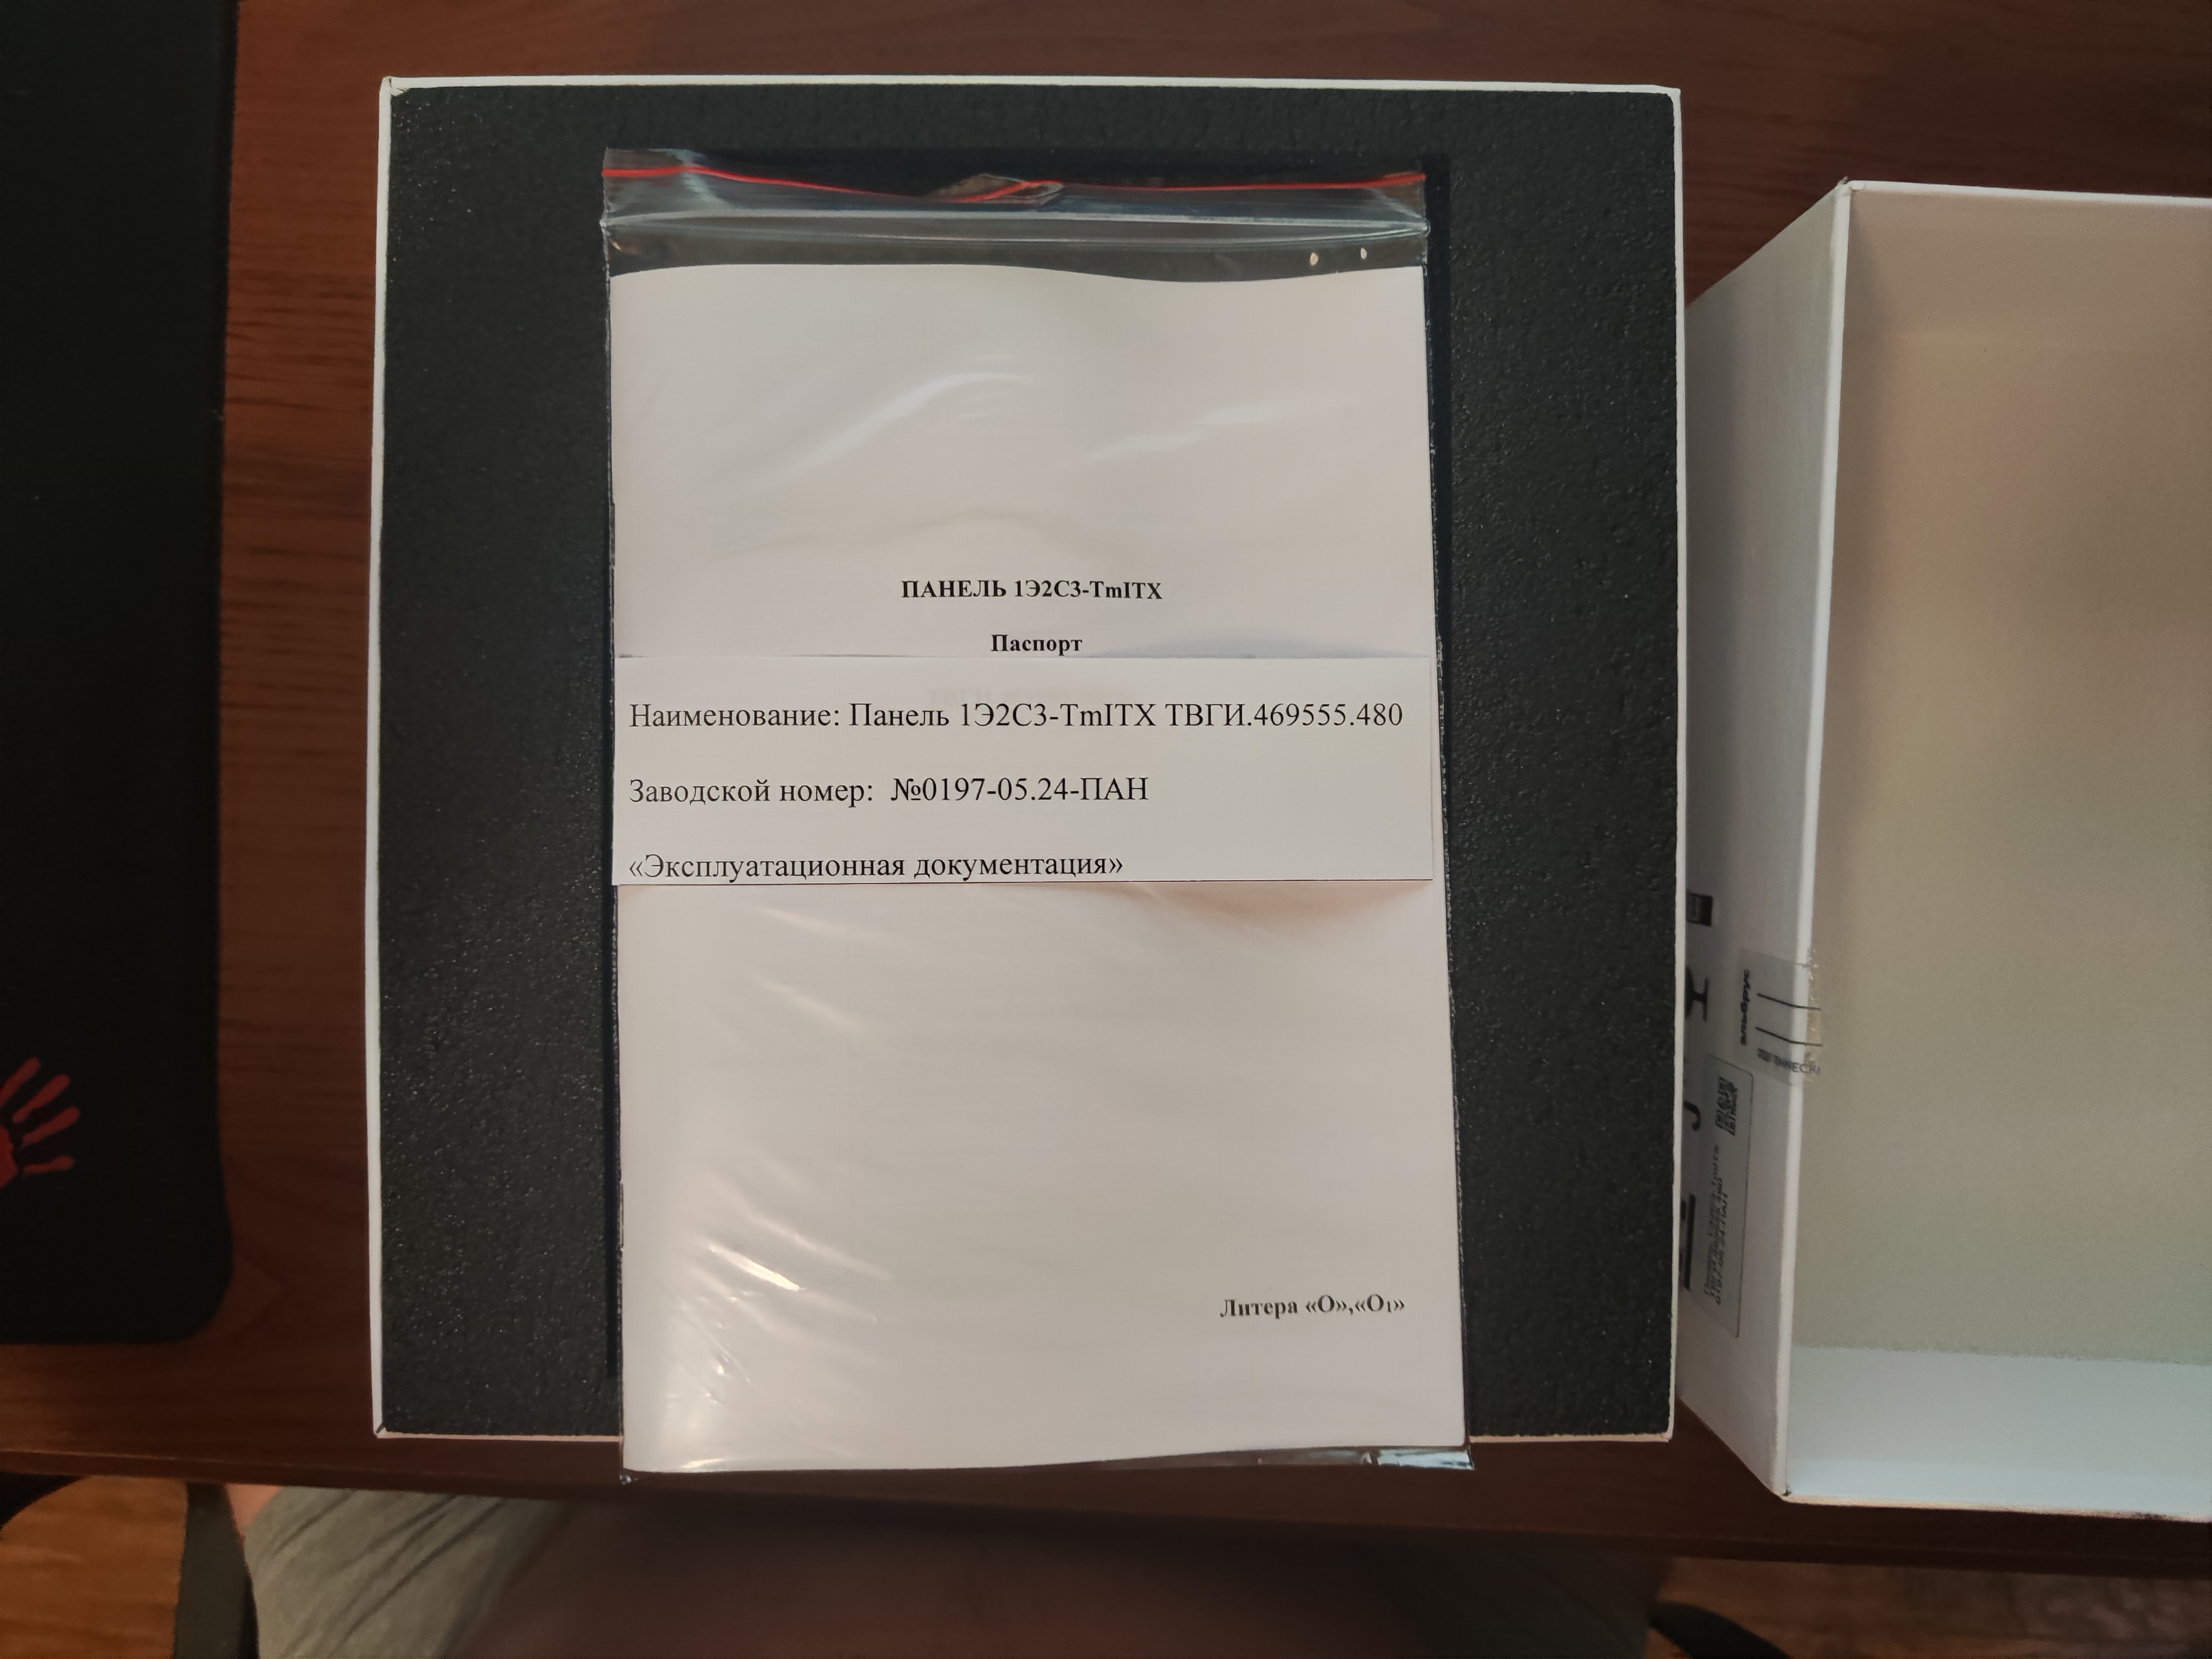 ПАНЕЛЬ 1Э2С3-TmITX
Паспорт
Наименование: Панель 1Э2С3-TmITX ТВГИ.469555.480
Заводской номер: №0197-05.24-ПАН
«Эксплуатационная документация»
Литера «О»,«О₁»